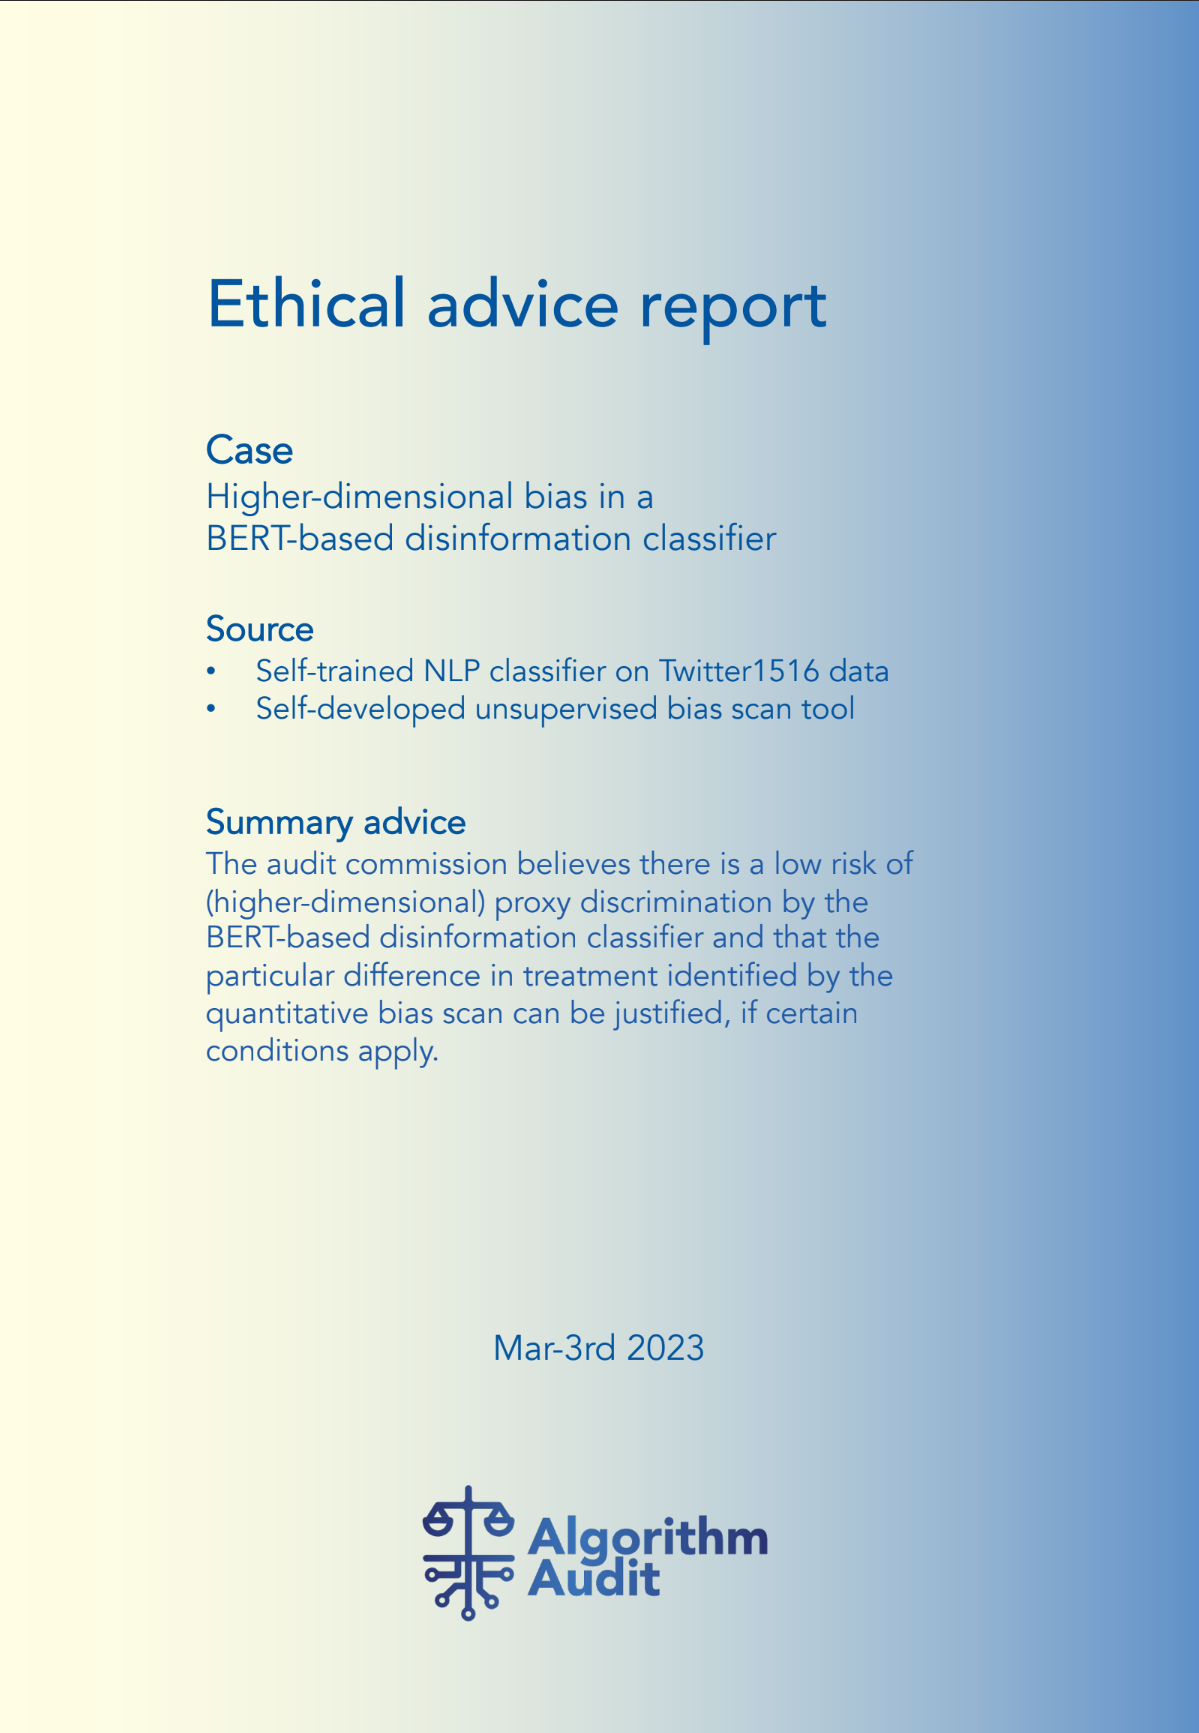 Ethical advice report
Case
Higher-dimensional bias in a
BERT-based disinformation classifier
Source
• Self-trained NLP classifier on Twitter1516 data
• Self-developed unsupervised bias scan tool
Summary advice
The audit commission believes there is a low risk of
(higher-dimensional) proxy discrimination by the
BERT-based disinformation classifier and that the
particular difference in treatment identified by the
quantitative bias scan can be justified, if certain
conditions apply.
Mar-3rd 2023
Algorithm
Audit